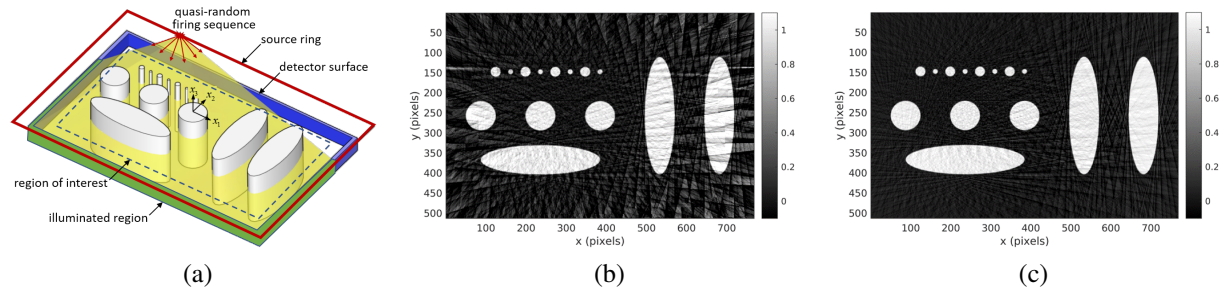 quasi-random
firing sequence
source ring
detector surface
x3
x2
x1
region of interest
illuminated region
(a)
50
100
150
200
250
300
350
400
450
500
y (pixels)
100 200 300 400 500 600 700
x (pixels)
1
0.8
0.6
0.4
0.2
0
(b)
50
100
150
200
250
300
350
400
450
500
y (pixels)
100 200 300 400 500 600 700
x (pixels)
1
0.8
0.6
0.4
0.2
0
(c)